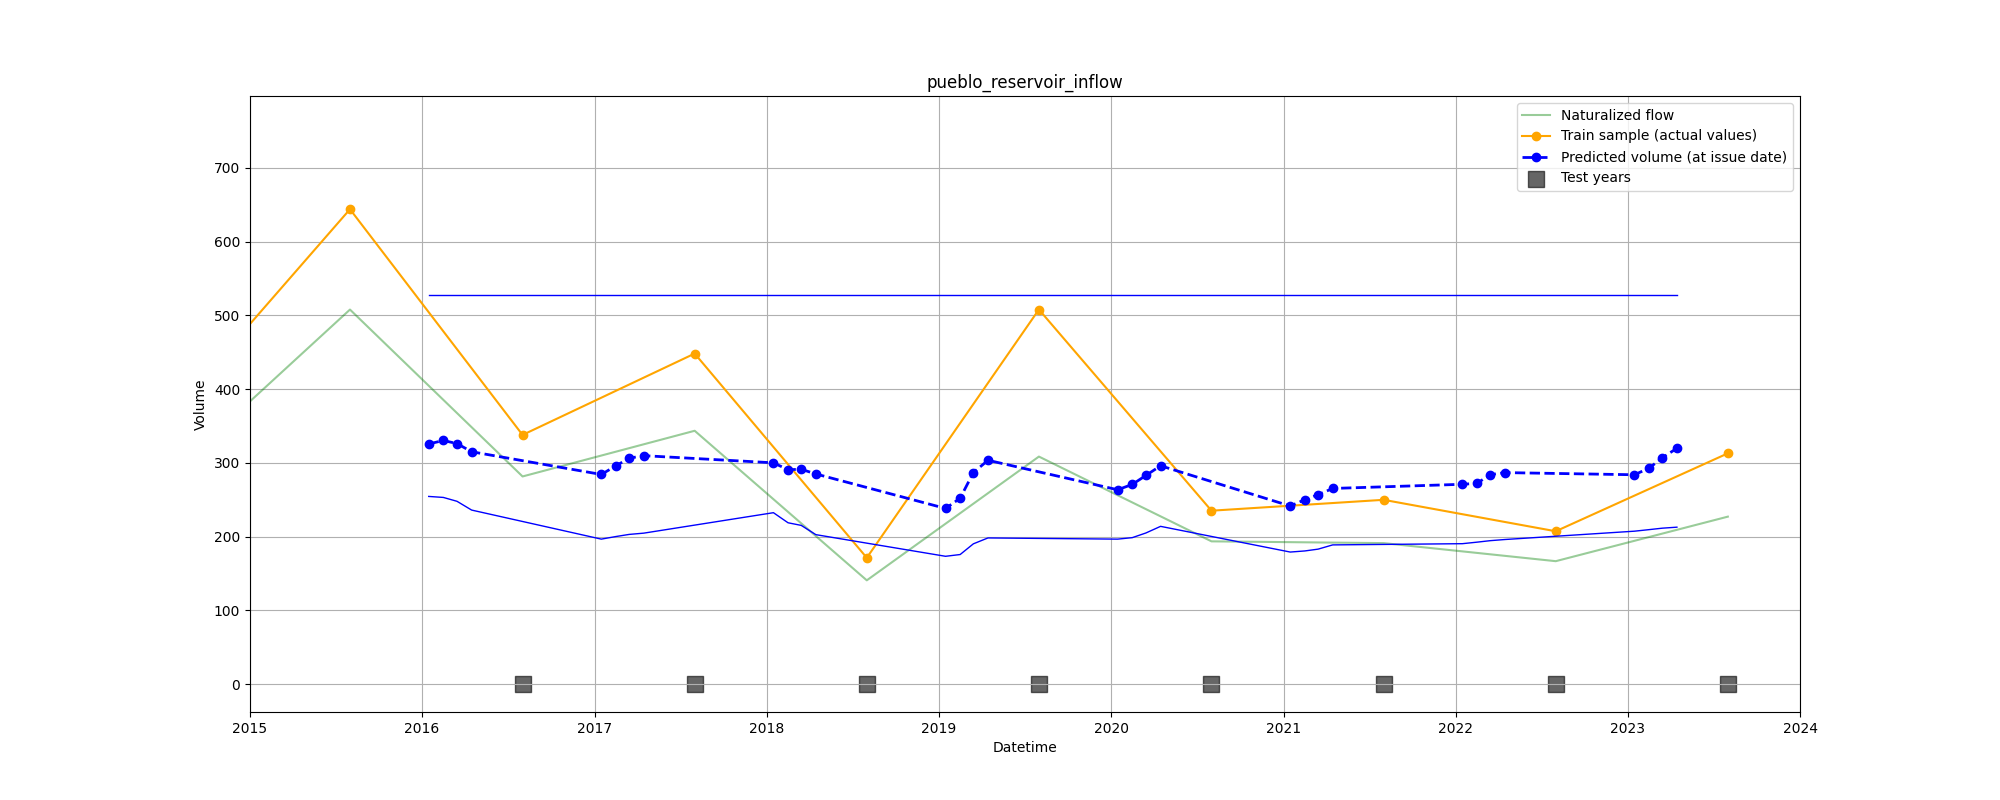 pueblo_reservoir_inflow
Naturalized flow
Train sample (actual values)
Predicted volume (at issue date)
Test years
Volume
700
600
500
400
300
200
100
0
2015 2016 2017 2018 2019 2020 2021 2022 2023 2024
Datetime